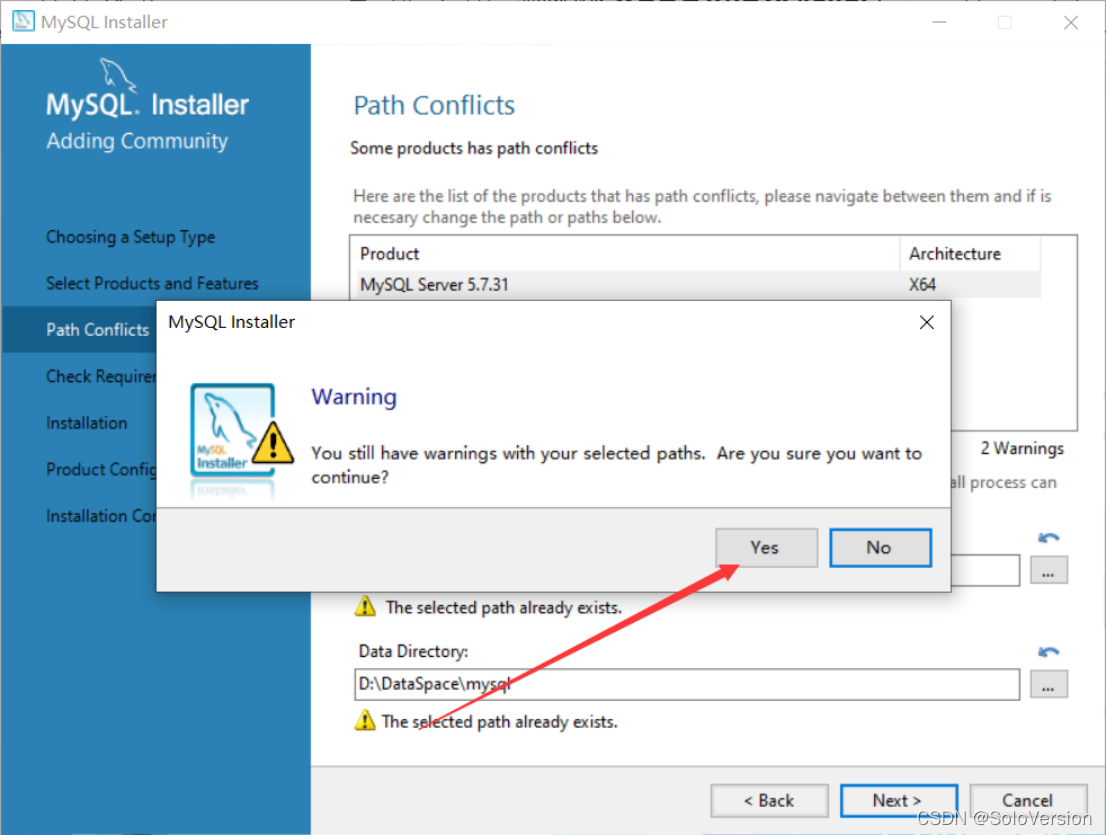 MySQL Installer
MySQL. Installer
Adding Community
Choosing a Setup Type
Select Products and Features
Path Conflicts
Check Requirem
Installation
Product Config
Installation Con
Path Conflicts
Some products has path conflicts
Here are the list of the products that has path conflicts, please navigate between them and if is
necesary change the path or paths below.
Product Architecture
MySQL Server 5.7.31 X64
MySQL Installer
Warning
You still have warnings with your selected paths. Are you sure you want to
continue?
MySQL
Installer
Yes No
2 Warnings
all process can
...
The selected path already exists.
Data Directory:
D:\DataSpace\mysql
...
The selected path already exists.
< Back Next > Cancel
CSDN @SoloVersion